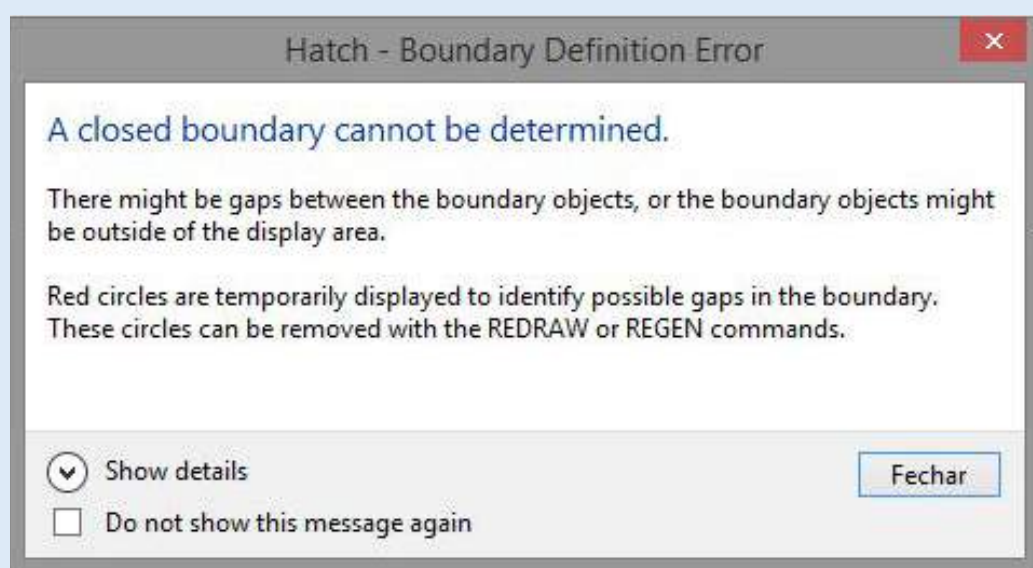 Hatch - Boundary Definition Error
A closed boundary cannot be determined.
There might be gaps between the boundary objects, or the boundary objects might
be outside of the display area.
Red circles are temporarily displayed to identify possible gaps in the boundary.
These circles can be removed with the REDRAW or REGEN commands.
Show details
Fechar
Do not show this message again